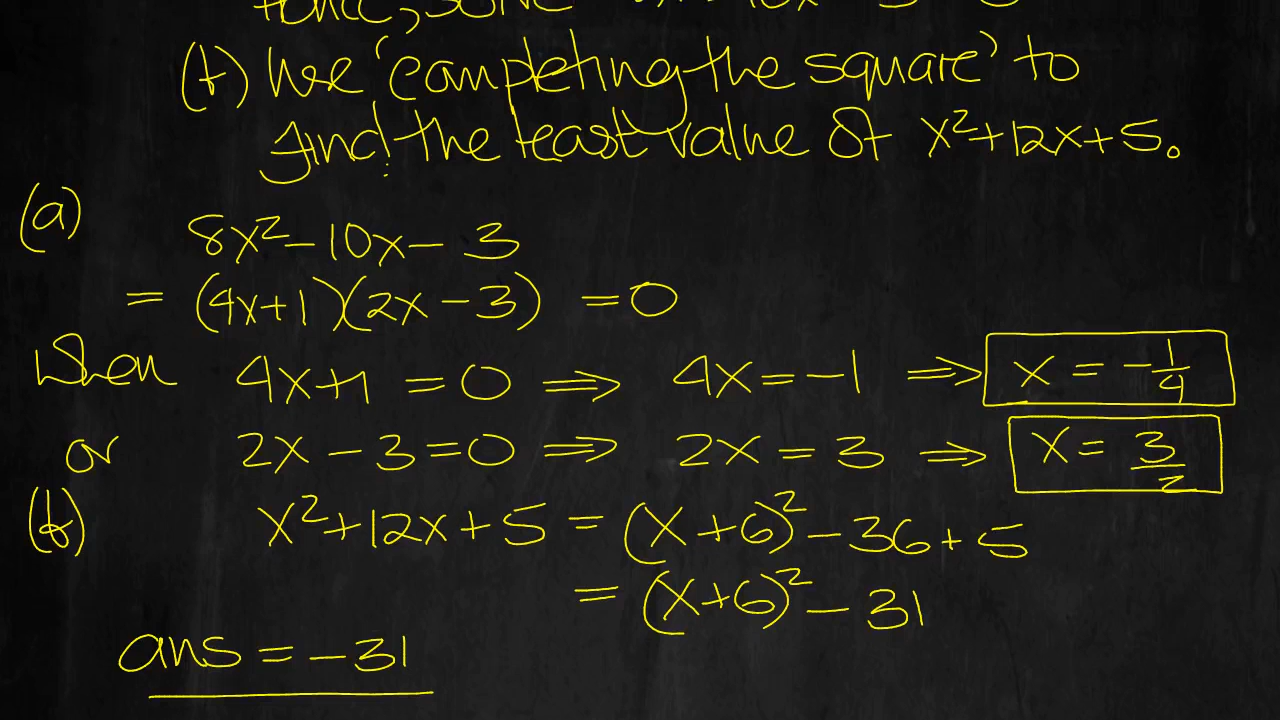 (b) Use 'completing the square' to
find the least value of x²+12x+5.
(a)
8x²-10x-3
= (4x+1)(2x-3) =0
When 4x+1 =0 ⇒ 4x=-1 ⇒ x = -1/4
or 2x-3=0 ⇒ 2x=3 ⇒ x= 3/2
(b) x²+12x+5 = (x+6)²-36+5
= (x+6)²-31
ans = -31